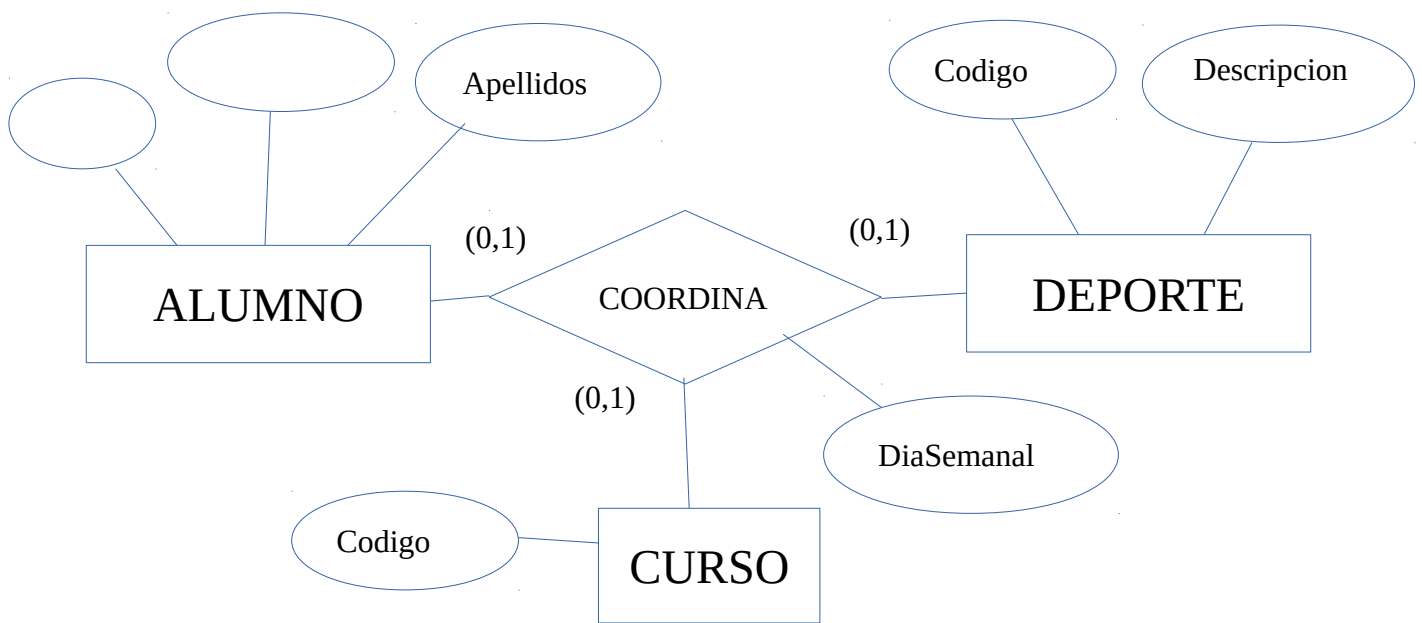 Apellidos
Codigo
Descripcion
(0,1)
(0,1)
ALUMNO
COORDINA
DEPORTE
(0,1)
DiaSemanal
Codigo
CURSO